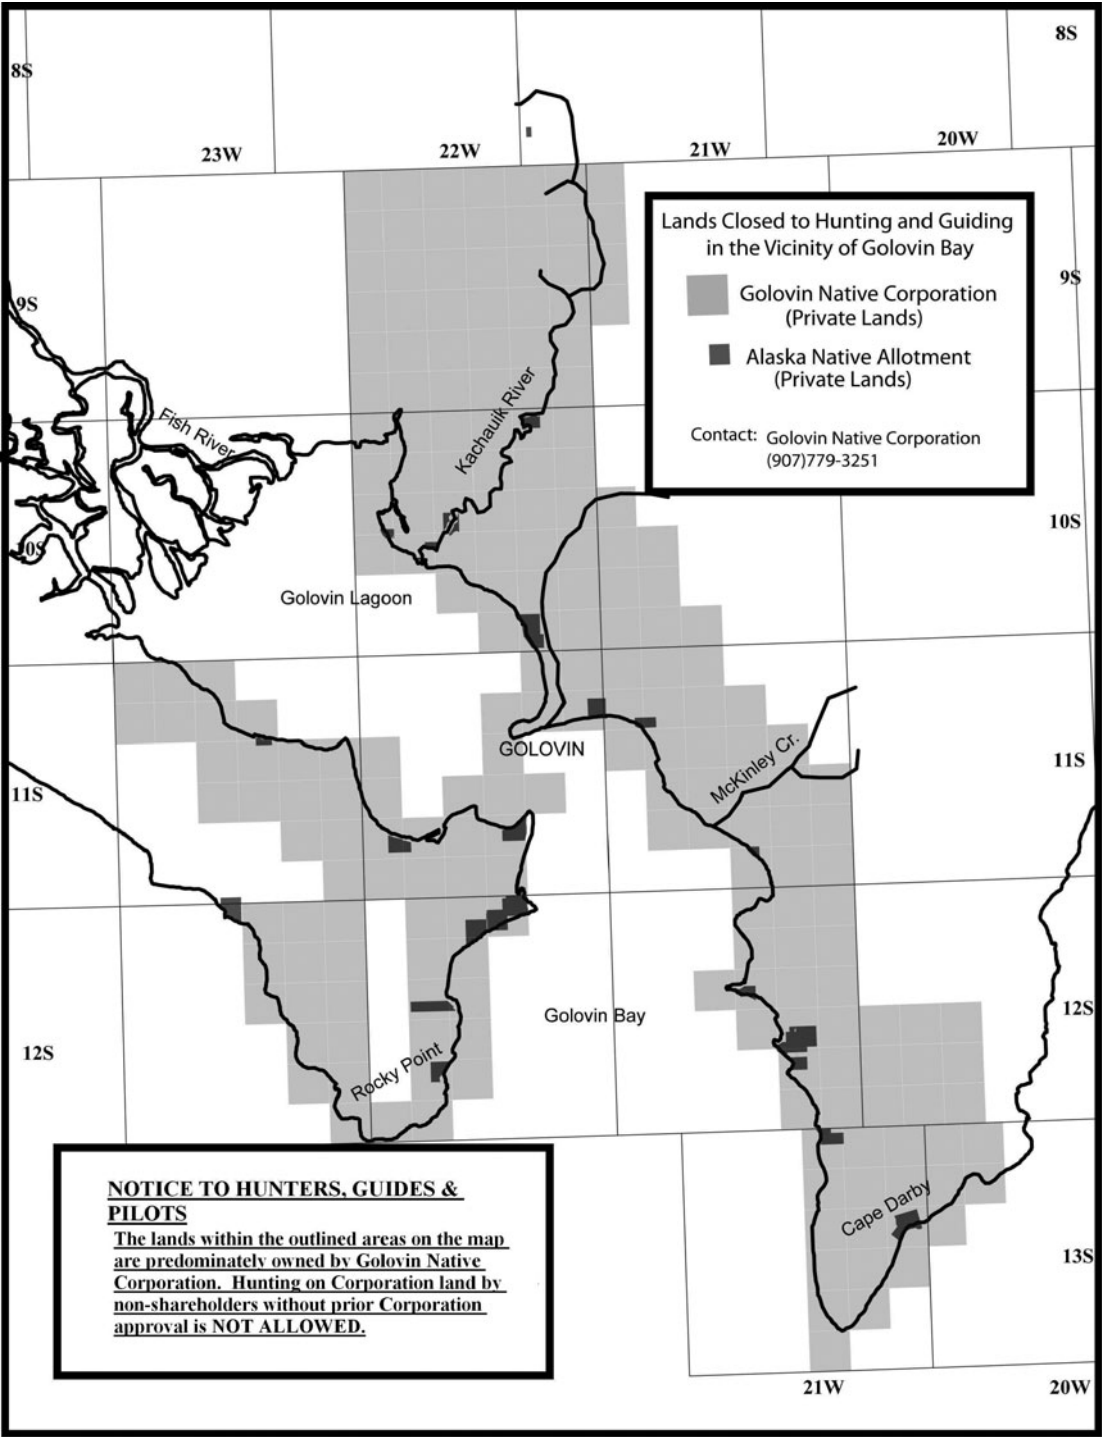 8S
8S
23W
22W
21W
20W
Lands Closed to Hunting and Guiding
in the Vicinity of Golovin Bay
Golovin Native Corporation
(Private Lands)
Alaska Native Allotment
(Private Lands)
Contact: Golovin Native Corporation
(907)779-3251
9S
9S
Fish River
Kachauik River
10S
10S
Golovin Lagoon
GOLOVIN
McKinley Cr.
11S
11S
Golovin Bay
12S
12S
Rocky Point
Cape Darby
13S
NOTICE TO HUNTERS, GUIDES &
PILOTS
The lands within the outlined areas on the map
are predominately owned by Golovin Native
Corporation.  Hunting on Corporation land by
non-shareholders without prior Corporation
approval is NOT ALLOWED.
21W
20W